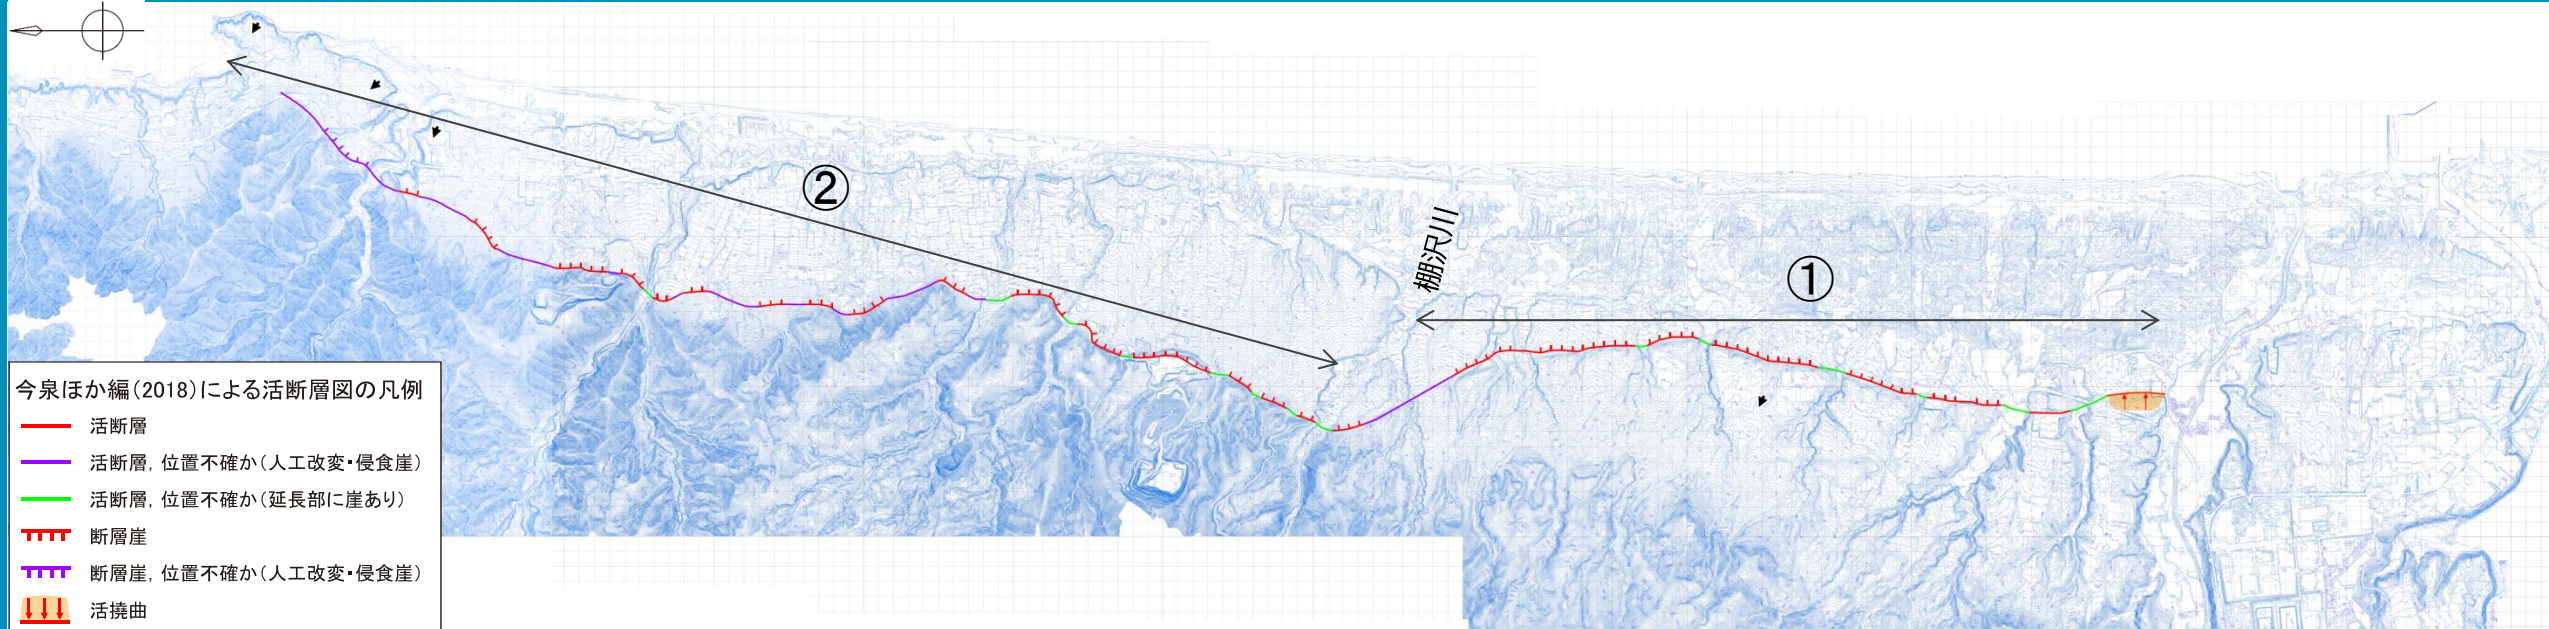 ②
棚沢川
①
今泉ほか編(2018)による活断層図の凡例
活断層
活断層, 位置不確か(人工改変・侵食崖)
活断層, 位置不確か(延長部に崖あり)
断層崖
断層崖, 位置不確か(人工改変・侵食崖)
活撓曲